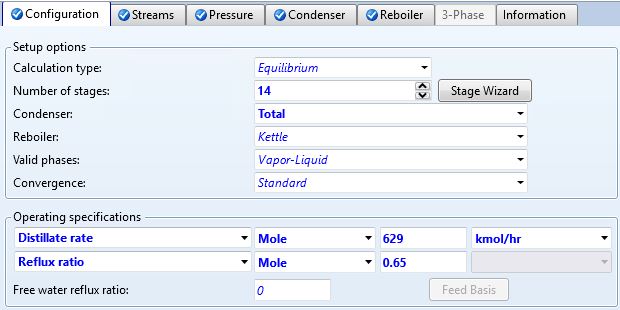 Configuration Streams Pressure Condenser Reboiler 3-Phase Information
Setup options
Calculation type: Equilibrium
Number of stages: 14 Stage Wizard
Condenser: Total
Reboiler: Kettle
Valid phases: Vapor-Liquid
Convergence: Standard
Operating specifications
Distillate rate Mole 629 kmol/hr
Reflux ratio Mole 0.65
Free water reflux ratio: 0 Feed Basis